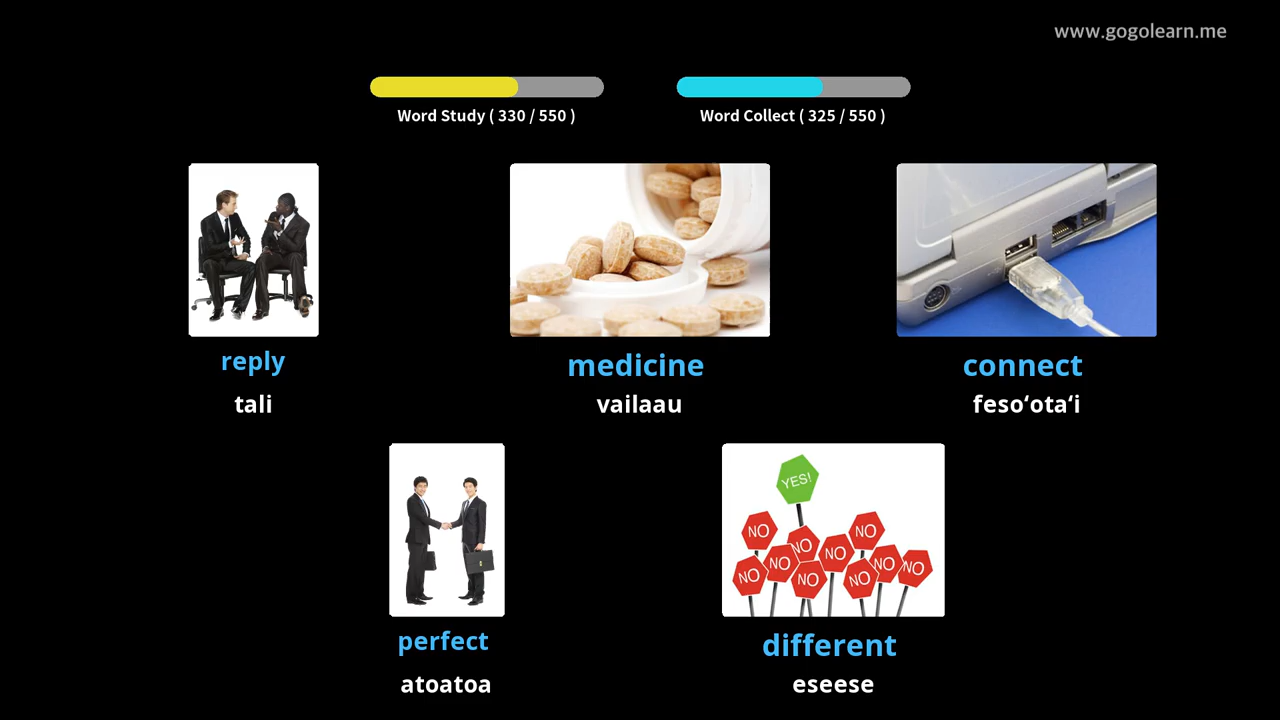 www.gogolearn.me
Word Study ( 330 / 550 )
Word Collect ( 325 / 550 )
reply
medicine
connect
tali
vailaau
fesoʻotaʻi
YES!
NO
NO
NO
NO
NO
NO
NO
NO
NO
NO
perfect
different
atoatoa
eseese